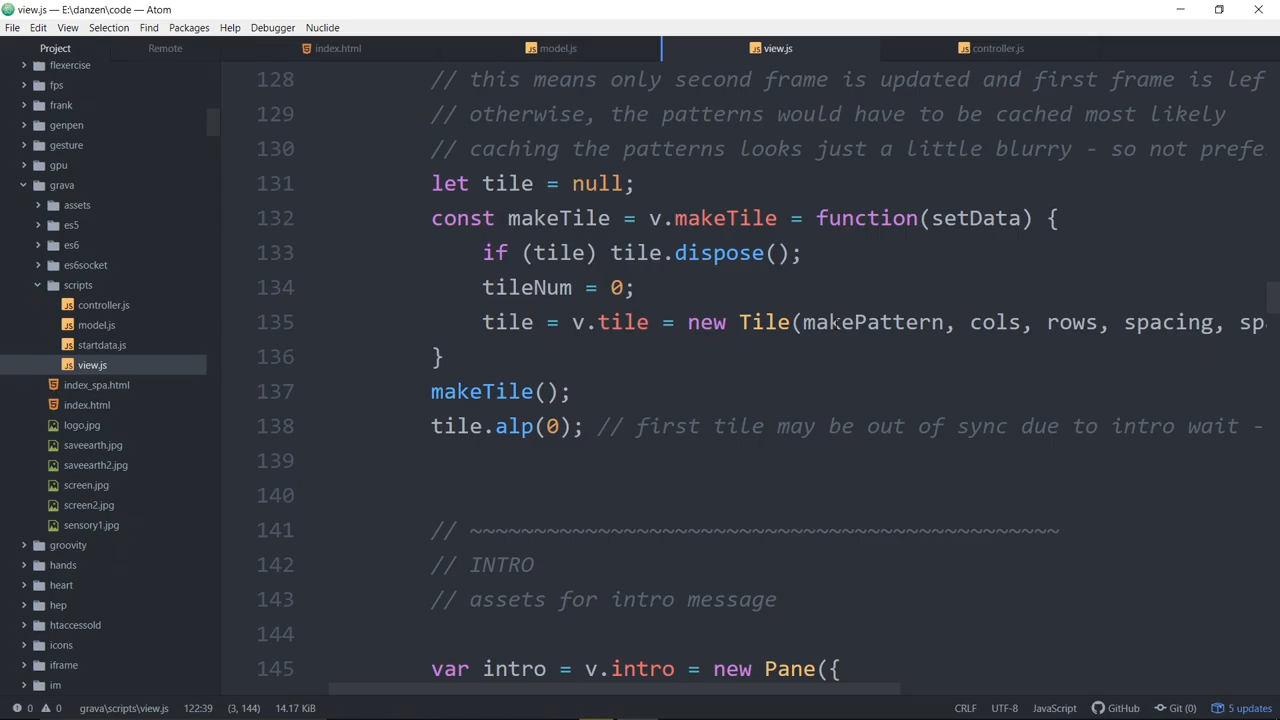 view.js — E:\danzen\code — Atom
File Edit View Selection Find Packages Help Debugger Nuclide
Project Remote index.html model.js view.js controller.js
flexercise
fps
frank
genpen
gesture
gpu
grava
assets
es5
es6
es6socket
scripts
controller.js
model.js
startdata.js
view.js
index_spa.html
index.html
logo.jpg
saveearth.jpg
saveearth2.jpg
screen.jpg
screen2.jpg
sensory1.jpg
groovity
hands
heart
hep
htaccessold
icons
iframe
im
128 // this means only second frame is updated and first frame is lef
129 // otherwise, the patterns would have to be cached most likely
130 // caching the patterns looks just a little blurry - so not prefe
131 let tile = null;
132 const makeTile = v.makeTile = function(setData) {
133 if (tile) tile.dispose();
134 tileNum = 0;
135 tile = v.tile = new Tile(makePattern, cols, rows, spacing, spa
136 }
137 makeTile();
138 tile.alp(0); // first tile may be out of sync due to intro wait -
139
140
141 // ~~~~~~~~~~~~~~~~~~~~~~~~~~~~~~~~~~~~~~~~~~~~~~
142 // INTRO
143 // assets for intro message
144
145 var intro = v.intro = new Pane({
0 0 grava\scripts\view.js 122:39 (3, 144) 14.17 KiB CRLF UTF-8 JavaScript GitHub Git (0) 5 updates